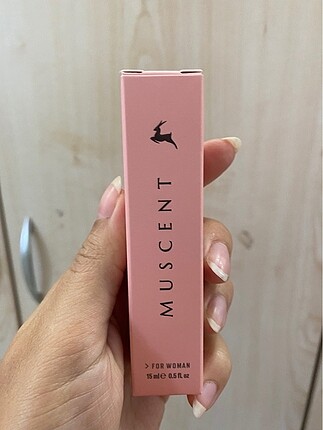 MUSCENT
> FOR WOMAN
15 ml ℮ 0.5 fl. oz